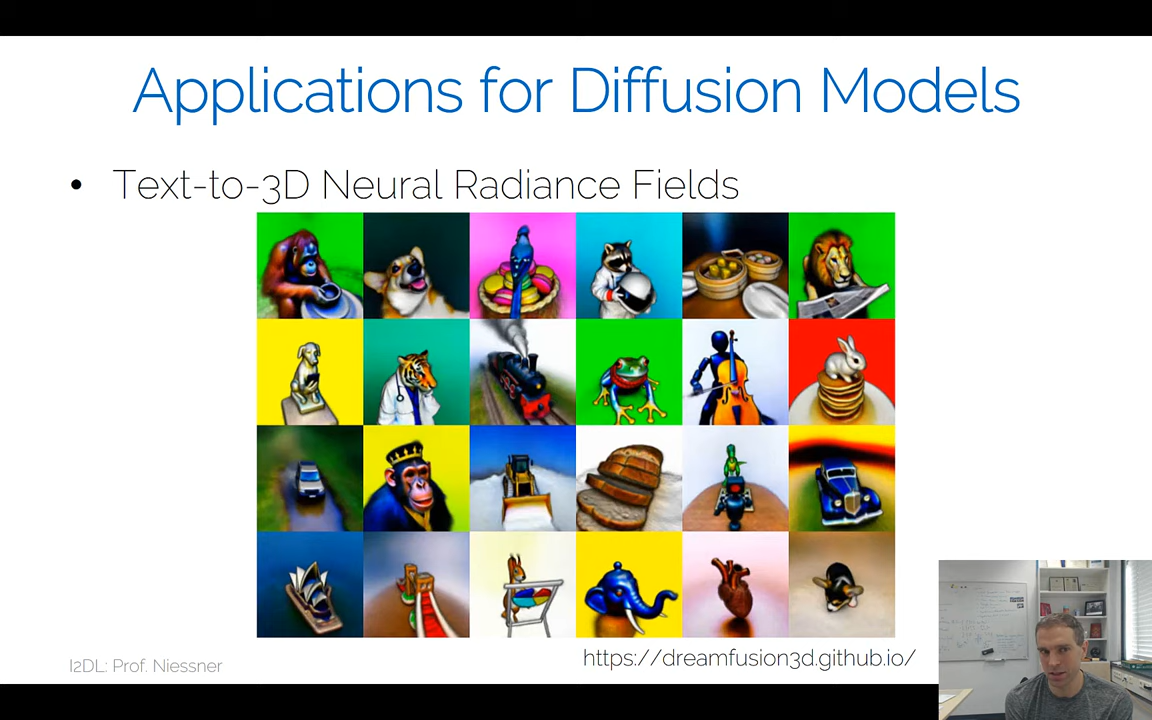 Applications for Diffusion Models
• Text-to-3D Neural Radiance Fields
https://dreamfusion3d.github.io/
I2DL: Prof. Niessner